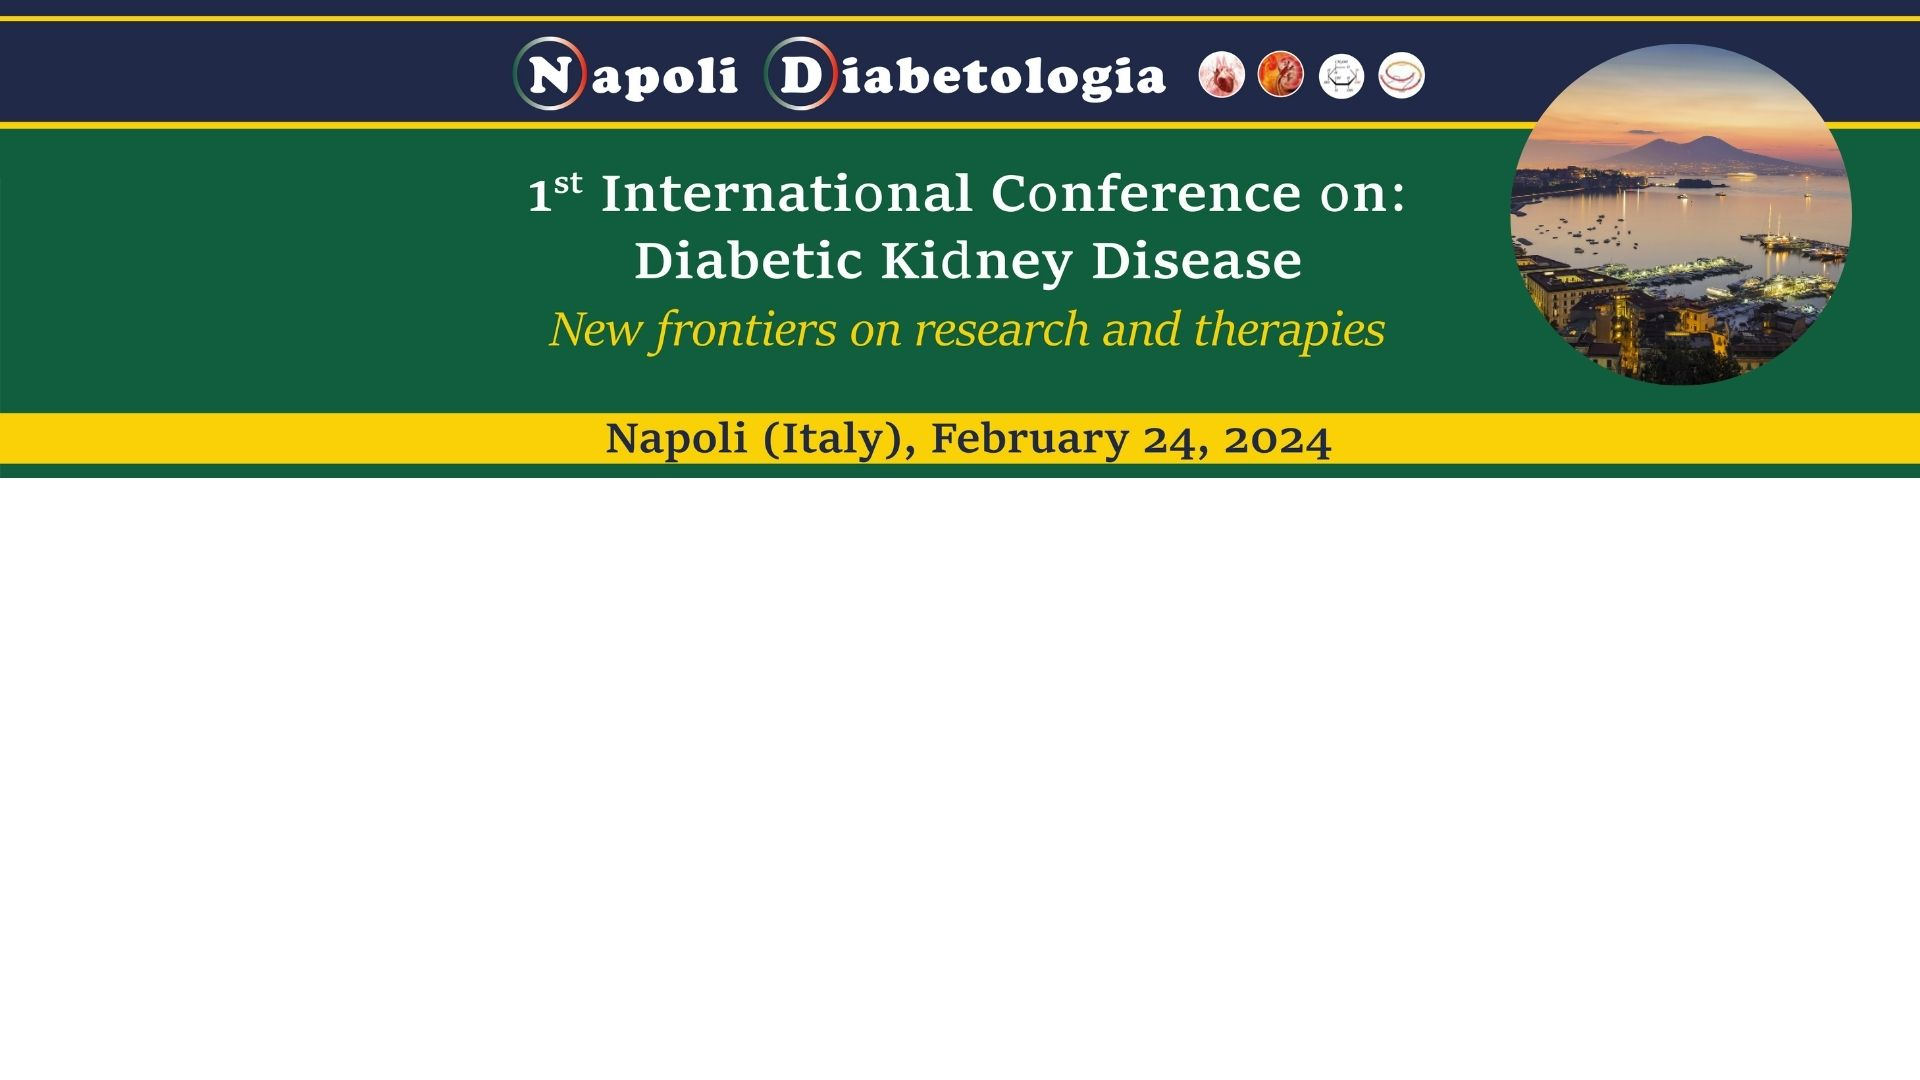 Napoli Diabetologia
1st International Conference on:
Diabetic Kidney Disease
New frontiers on research and therapies
Napoli (Italy), February 24, 2024